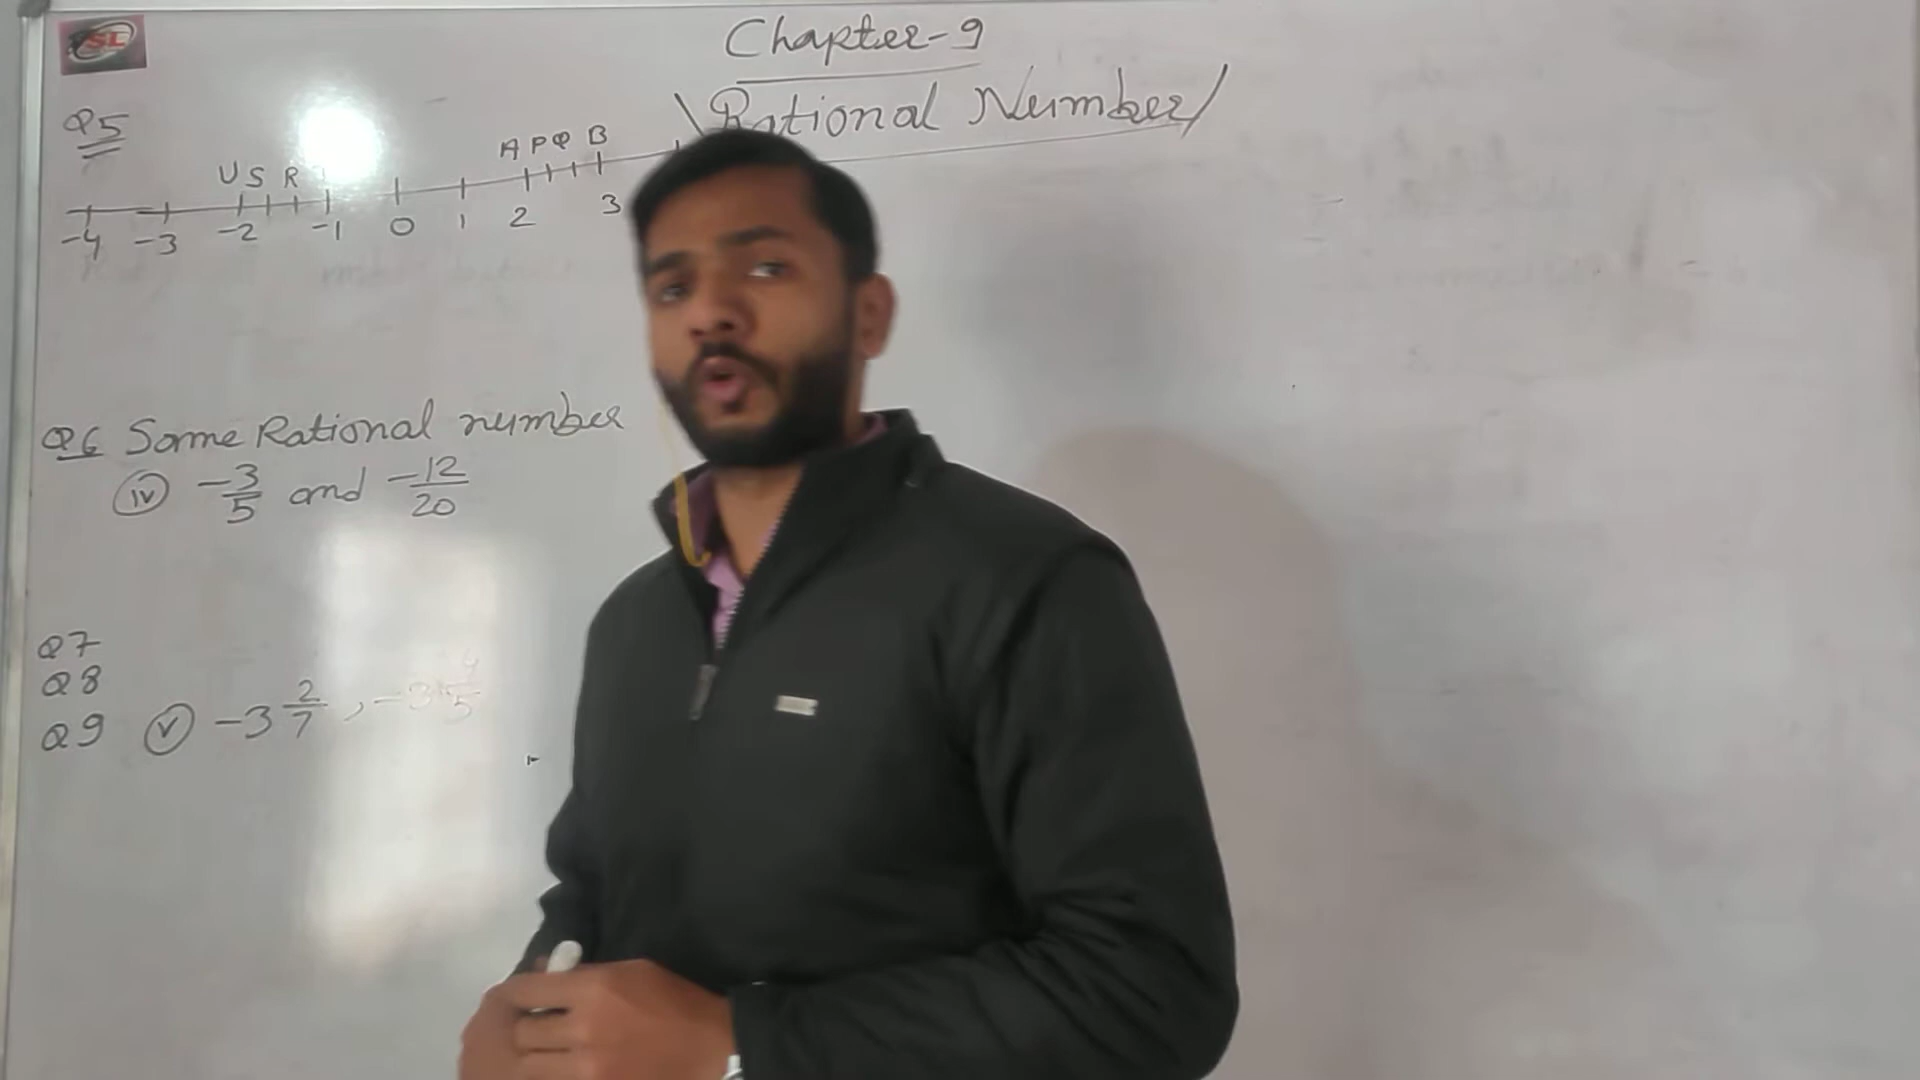 SL
Chapter-9
Rational Number
Q5
U S R A P Q B
-4 -3 -2 -1 0 1 2 3
Q6 Some Rational number
(iv) -3/5 and -12/20
Q7
Q8
Q9 (v) -3 2/7, -3 4/5